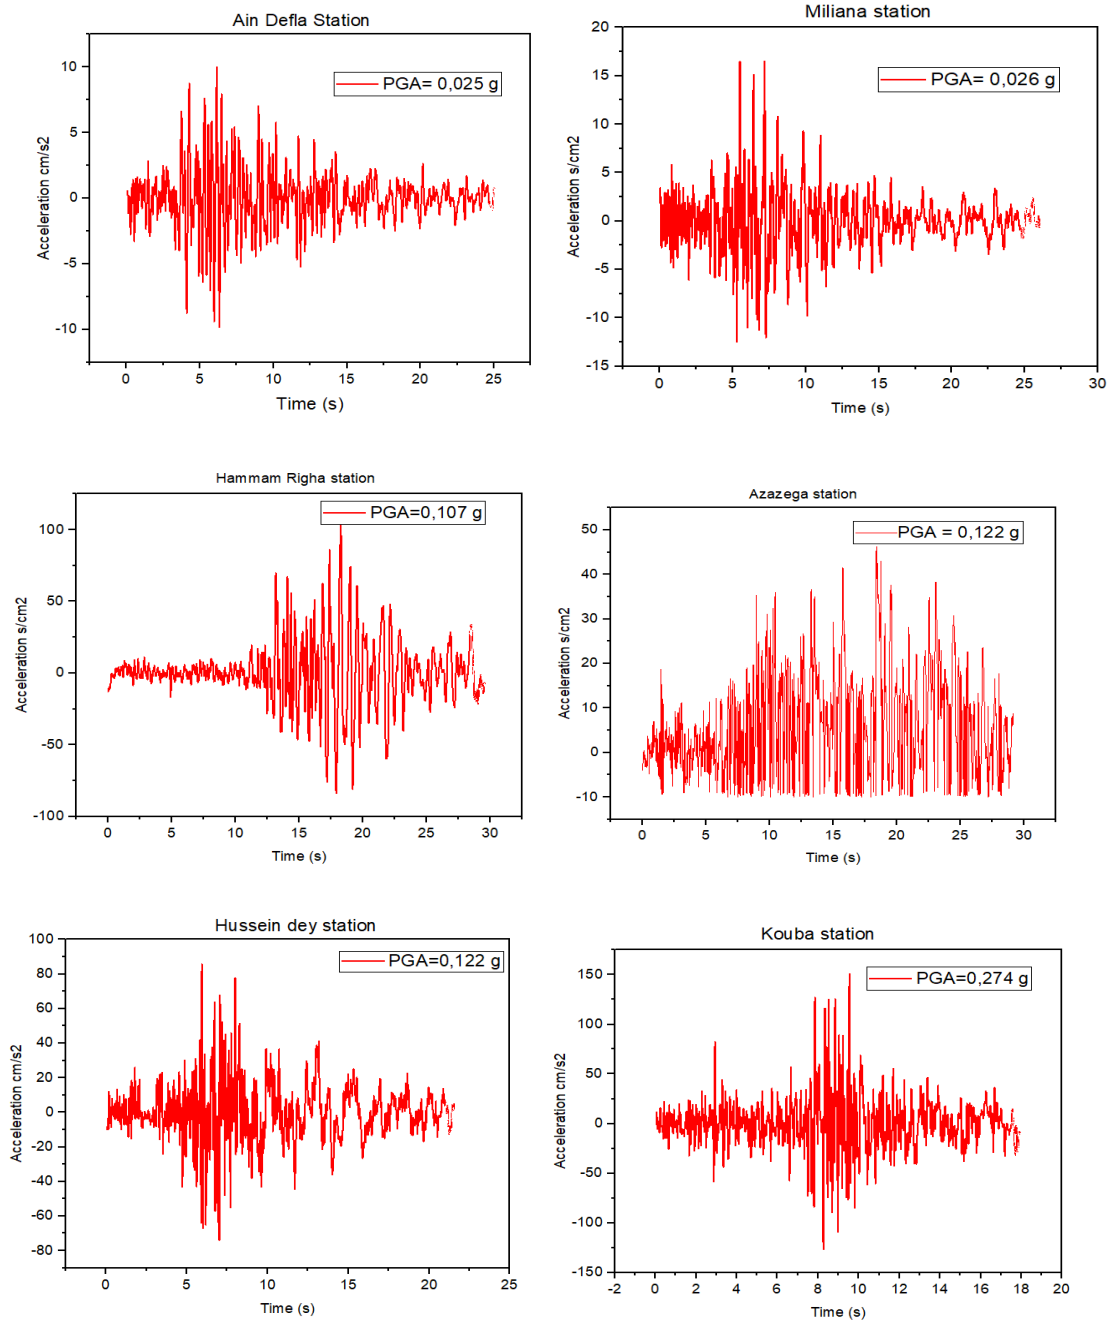 Ain Defla Station
PGA= 0,025 g
10
5
0
-5
-10
Acceleration cm/s2
0 5 10 15 20 25
Time (s)
Miliana station
PGA= 0,026 g
20
15
10
5
0
-5
-10
-15
Acceleration s/cm2
0 5 10 15 20 25 30
Time (s)
Hammam Righa station
PGA=0,107 g
100
50
0
-50
-100
Acceleration s/cm2
0 5 10 15 20 25 30
Time (s)
Azazega station
PGA = 0,122 g
50
40
30
20
10
0
-10
Acceleration s/cm2
0 5 10 15 20 25 30
Time (s)
Hussein dey station
PGA=0,122 g
100
80
60
40
20
0
-20
-40
-60
-80
Acceleration cm/s2
0 5 10 15 20 25
Time (s)
Kouba station
PGA=0,274 g
150
100
50
0
-50
-100
-150
Acceleration cm/s2
-2 0 2 4 6 8 10 12 14 16 18 20
Time (s)